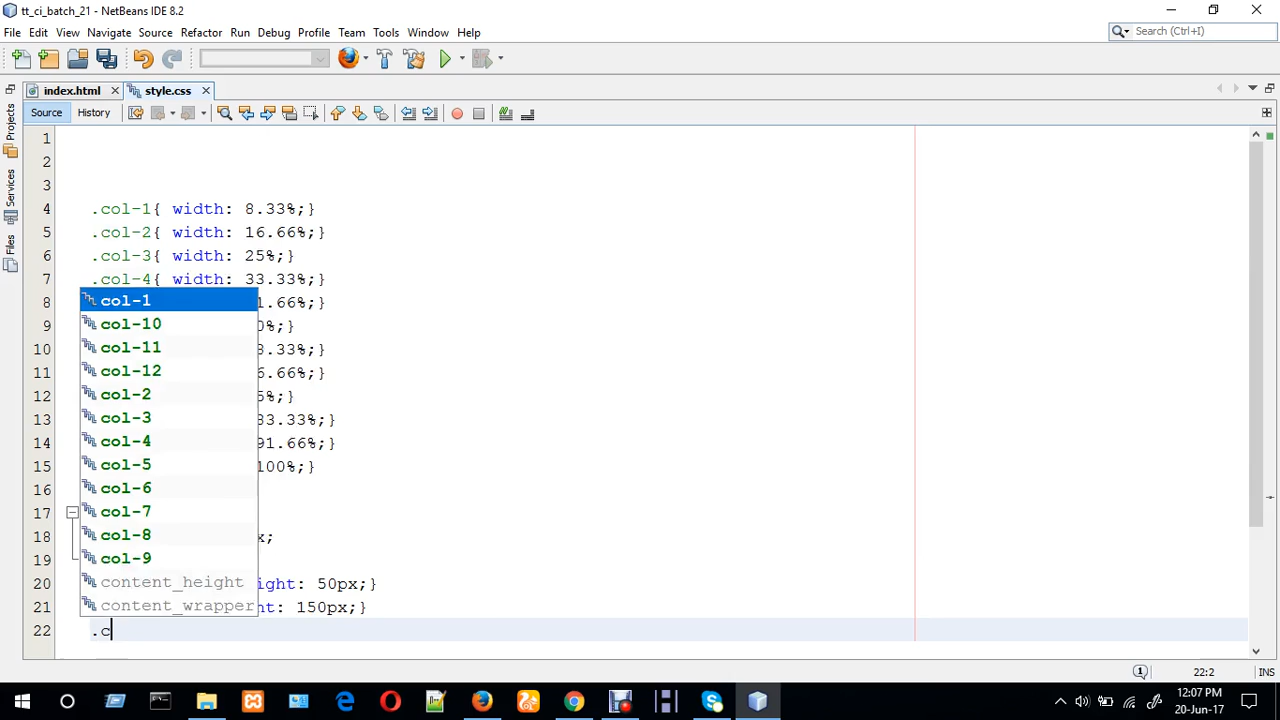 tt_ci_batch_21 - NetBeans IDE 8.2
File Edit View Navigate Source Refactor Run Debug Profile Team Tools Window Help
Search (Ctrl+I)
index.html style.css
Source History
Projects
Services
Files
1
2
3
4 .col-1{ width: 8.33%;}
5 .col-2{ width: 16.66%;}
6 .col-3{ width: 25%;}
7 .col-4{ width: 33.33%;}
8 1.66%;}
9 0%;}
10 8.33%;}
11 6.66%;}
12 5%;}
13 83.33%;}
14 91.66%;}
15 100%;}
16
17
18 x;
19
20 ight: 50px;}
21 ht: 150px;}
22 .c
col-1
col-10
col-11
col-12
col-2
col-3
col-4
col-5
col-6
col-7
col-8
col-9
content_height
content_wrapper
1 22:2 INS
12:07 PM
20-Jun-17